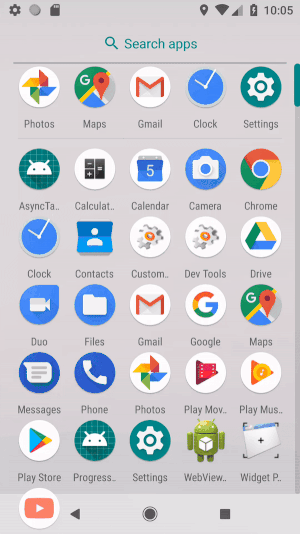 10:05
Search apps
Photos Maps Gmail Clock Settings
AsyncTa.. Calculat.. Calendar Camera Chrome
5
Clock Contacts Custom.. Dev Tools Drive
Duo Files Gmail Google Maps
Messages Phone Photos Play Mov.. Play Mus..
Play Store Progress.. Settings WebView.. Widget P..